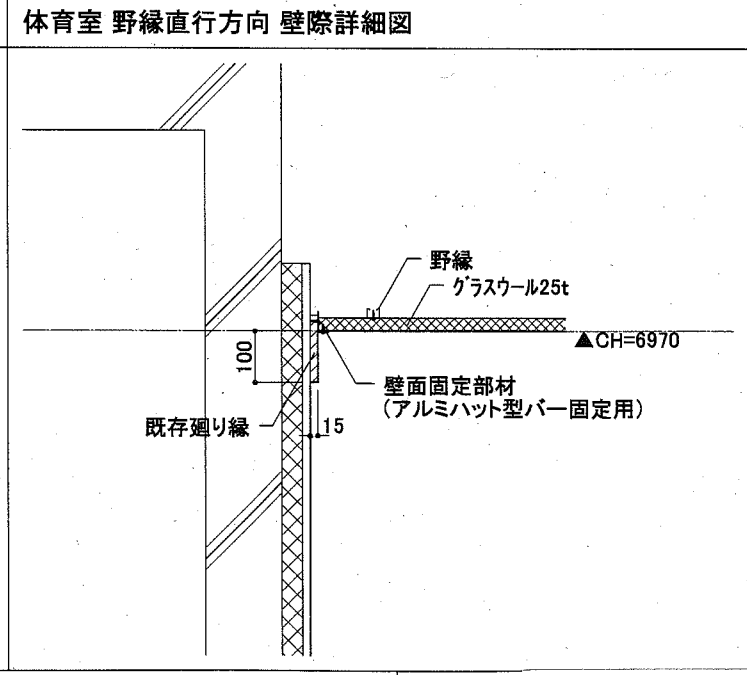 体育室 野縁直行方向 壁際詳細図
野縁
グラスウール25t
▲CH=6970
100
壁面固定部材
(アルミハット型バー固定用)
既存廻り縁
15